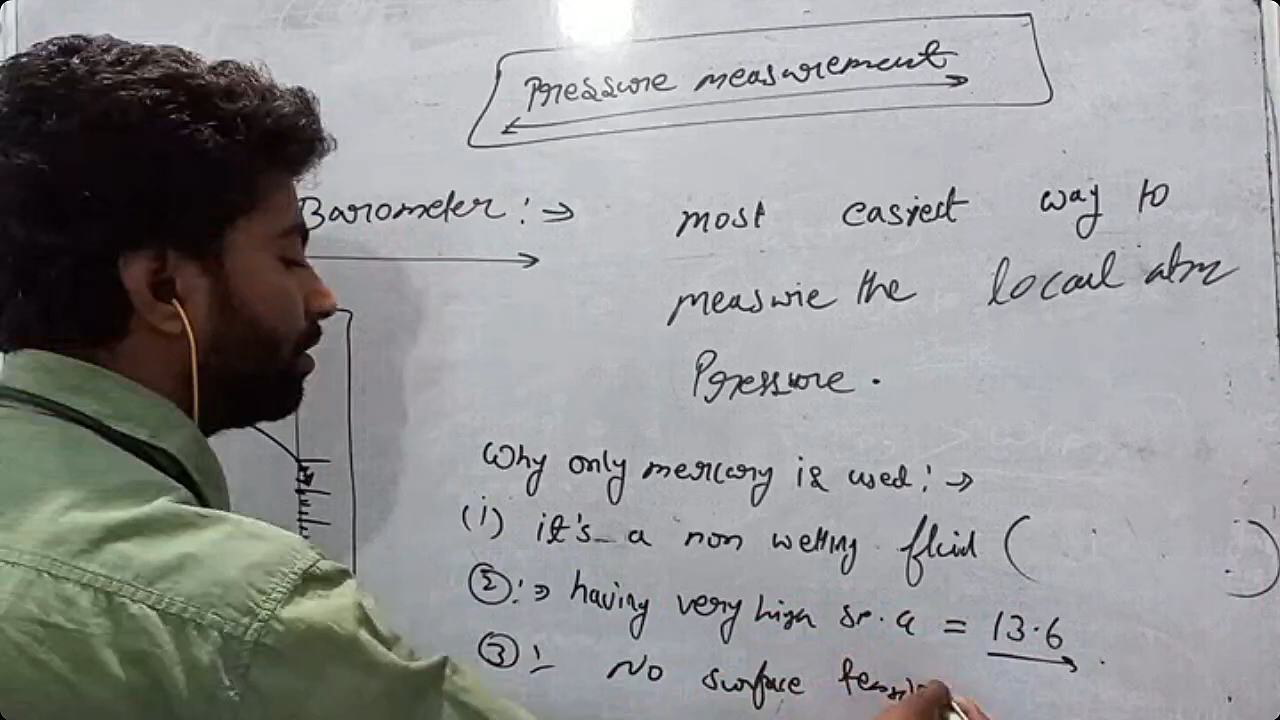 Pressure measurement
Barometer : →
most easiest way to
measure the local atm
Pressure.
Why only mercury is used : →
(i) it's a non wetting fluid ( )
② : → having very high sp. G = 13.6
③ :- No surface